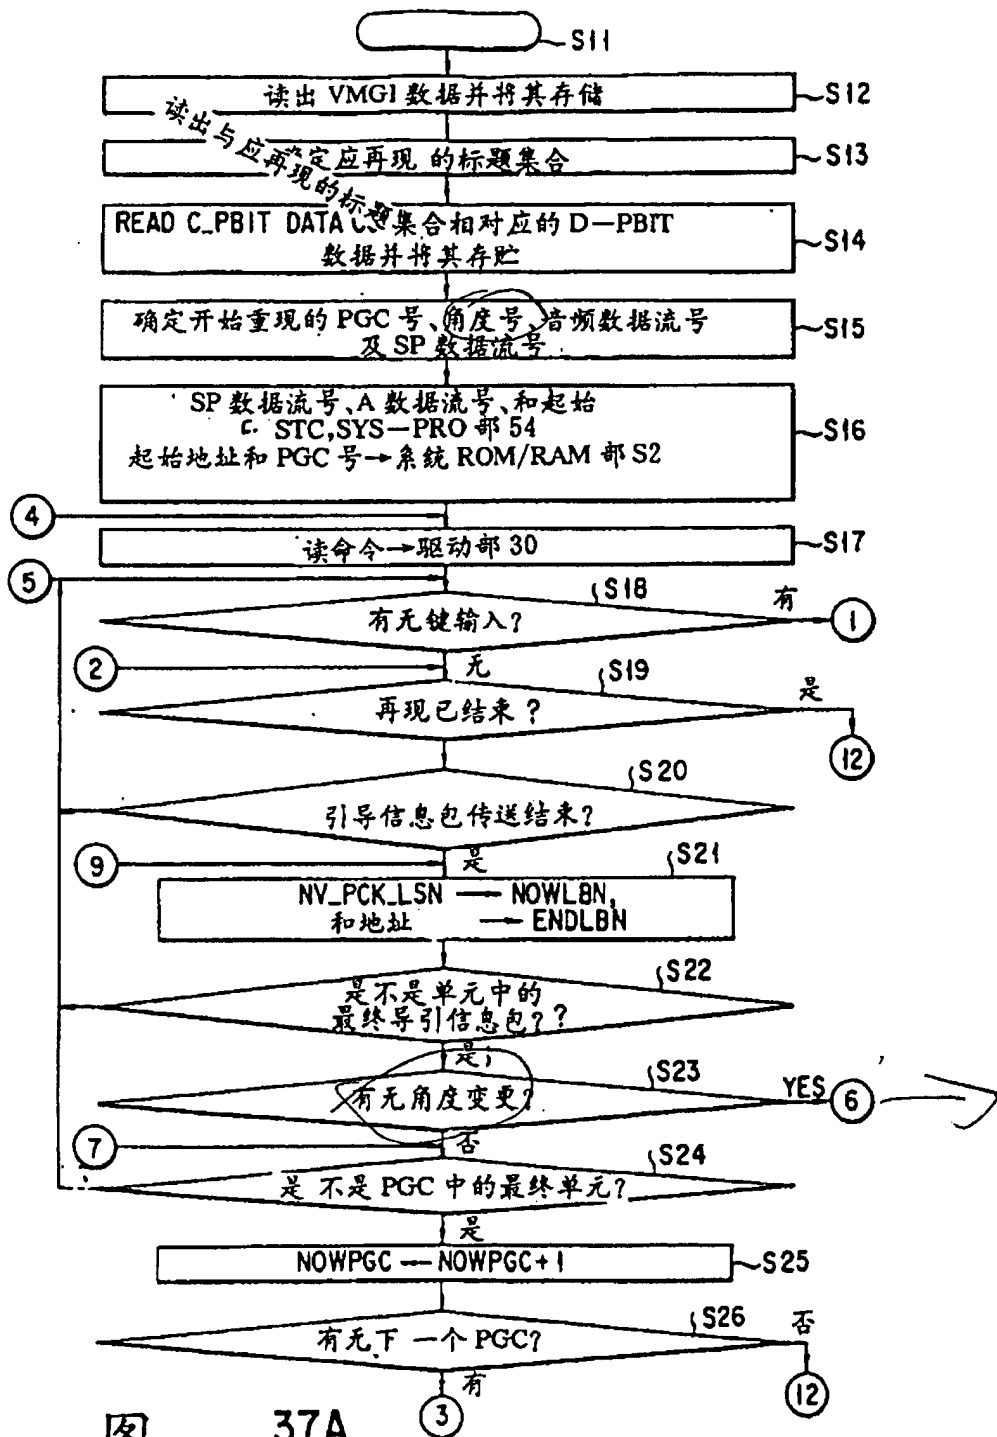 S11
读出 VMGI 数据并将其存储
S12
读出与应再现的标题
定应再现 的标题集合
S13
READ C_PBIT DATA
集合相对应的 D—PBIT
数据并将其存贮
S14
确定开始重现的 PGC 号、角度号、音频数据流号
及 SP 数据流号
S15
SP 数据流号、A 数据流号、和起始
STC,SYS—PRO 部 54
起始地址和 PGC 号→系统 ROM/RAM 部 S2
S16
4
读命令→驱动部 30
S17
5
S18
有无键输入?
有
1
2
无
S19
再现已结束 ?
是
12
S20
引导信息包传送结束?
9
是
S21
NV_PCK_LSN → NOWLBN,
和地址 → ENDLBN
S22
是不是单元中的
最终导引信息包? ?
是;
S23
有无角度变更?
YES
6
7
否
S24
是 不是 PGC 中的最终单元?
是
NOWPGC — NOWPGC+1
S25
S26
有无下 一个 PGC?
否
12
有
3
图 37A